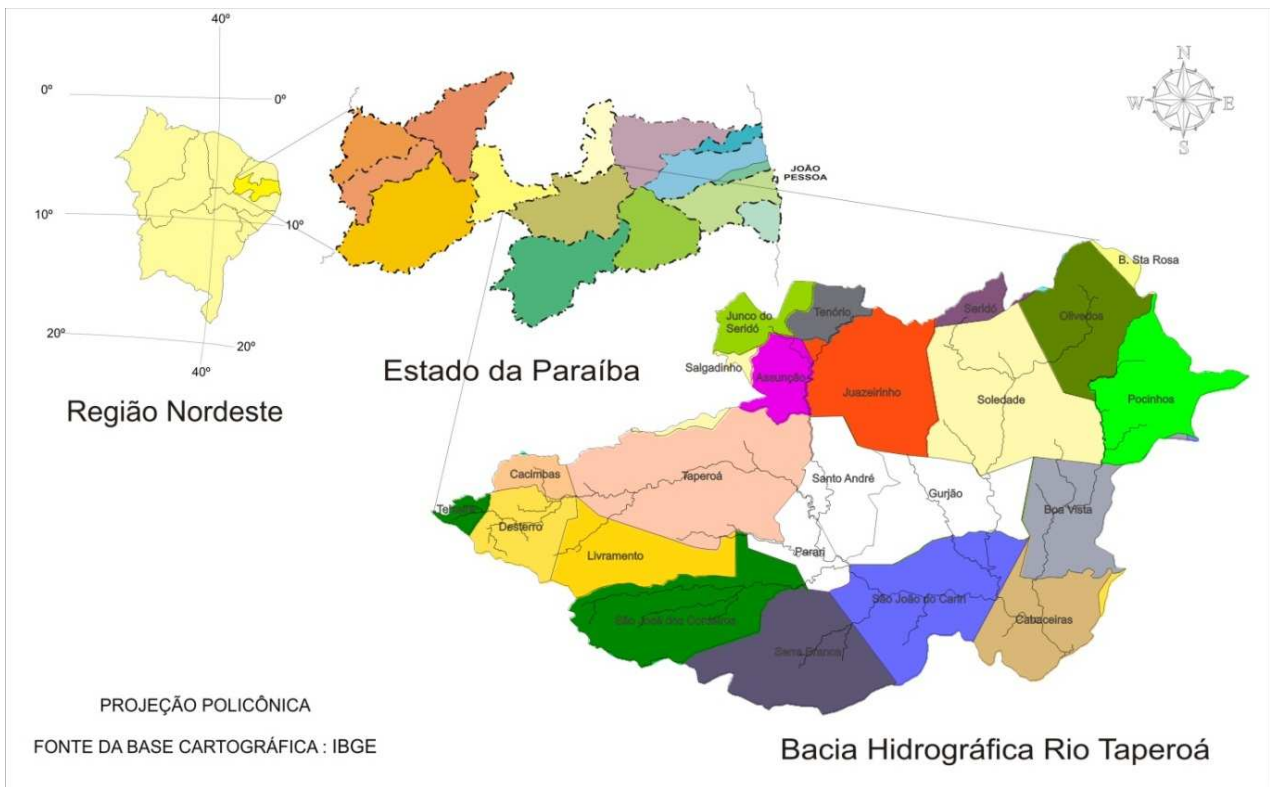 40º
0º
0º
10º
10º
20º
20º
40º
Região Nordeste
JOÃO
PESSOA
Estado da Paraíba
N
W
E
S
B. Sta Rosa
Olivedos
Seridó
Tenório
Junco do
Seridó
Salgadinho
Assunção
Juazeirinho
Soledade
Pocinhos
Cacimbas
Taperoá
Santo André
Gurjão
Boa Vista
Desterro
Livramento
Parari
São José dos Cordeiros
São João do Cariri
Cabaceiras
Serra Branca
PROJEÇÃO POLICÔNICA
FONTE DA BASE CARTOGRÁFICA : IBGE
Bacia Hidrográfica Rio Taperoá